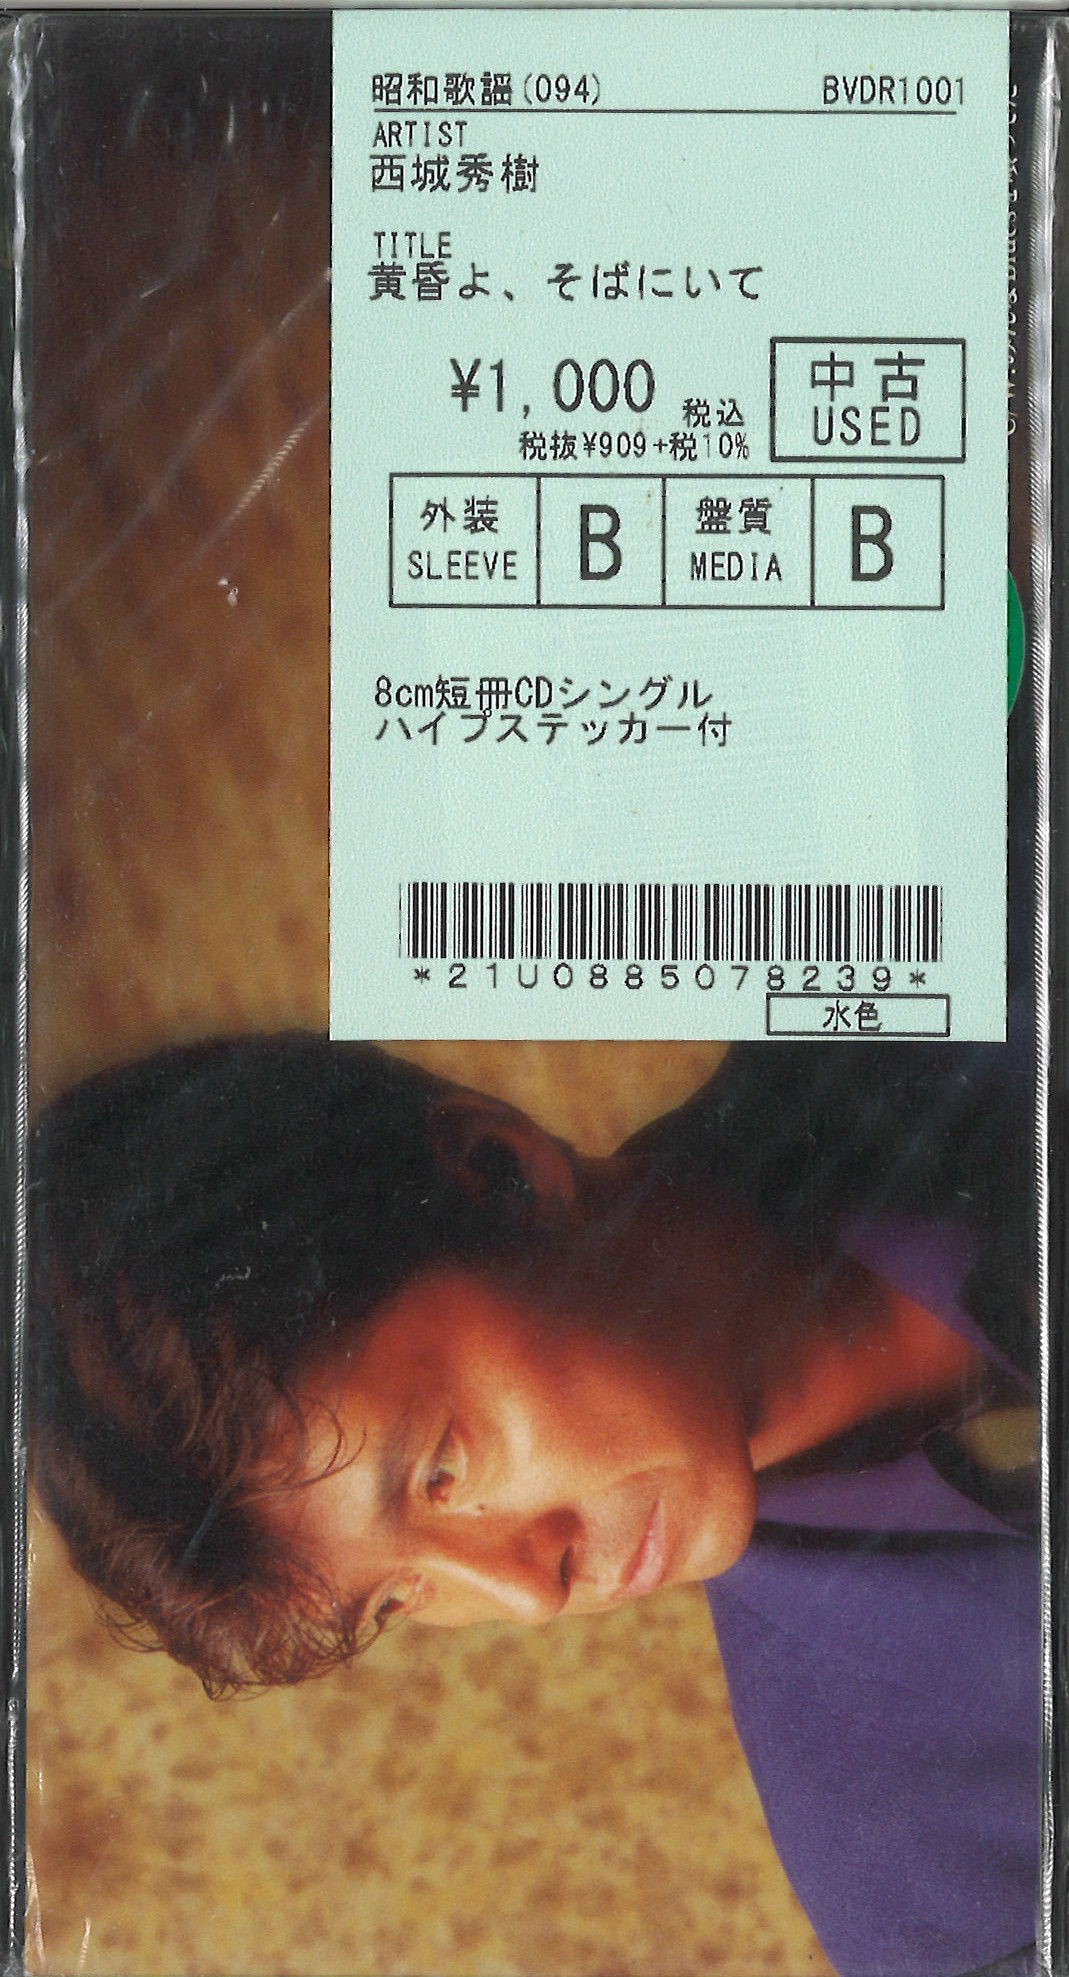 昭和歌謡(094) BVDR1001
ARTIST
西城秀樹
TITLE
黄昏よ、そばにいて
¥1,000 税込
税抜¥909+税10%
中古
USED
外装
SLEEVE
B
盤質
MEDIA
B
8cm短冊CDシングル
ハイプステッカー付
*21U0885078239*
水色